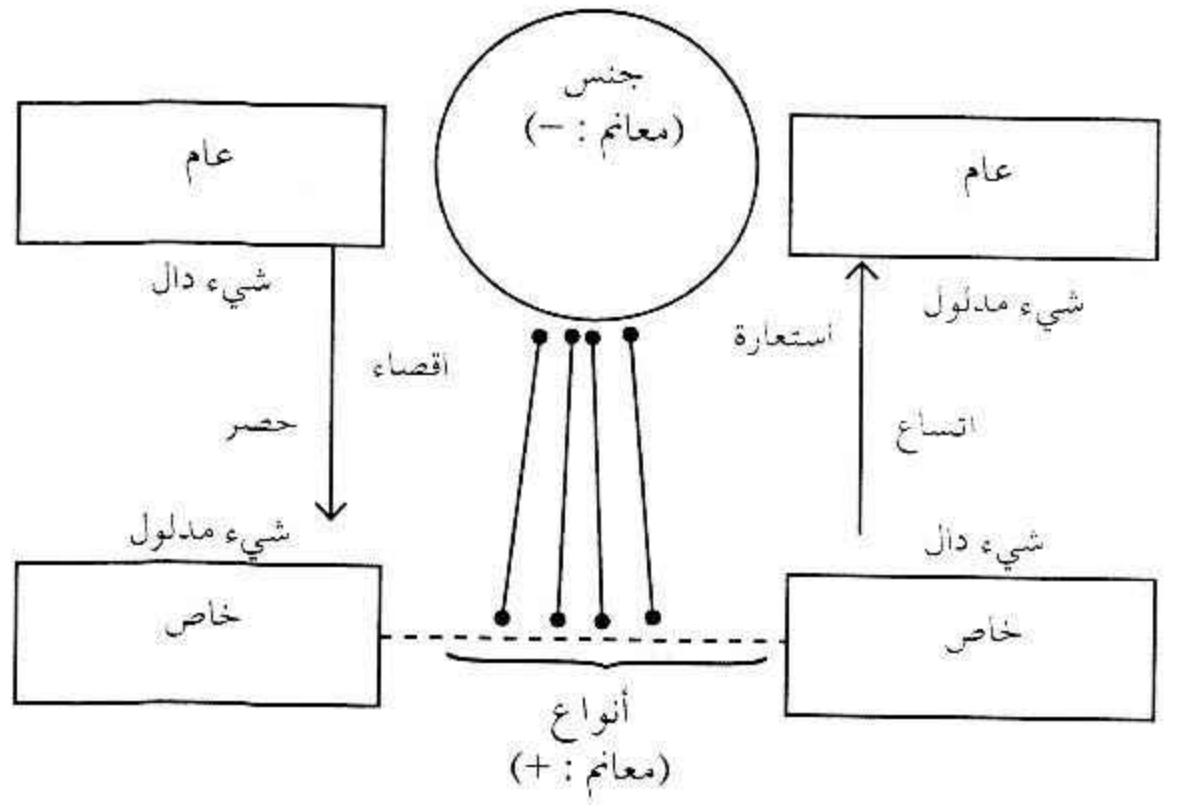 جنس
(معانم : −)
عام
عام
شيء مدلول
شيء دال
استعارة
اقصاء
اتساع
حصر
شيء دال
شيء مدلول
خاص
خاص
أنواع
(معانم : +)